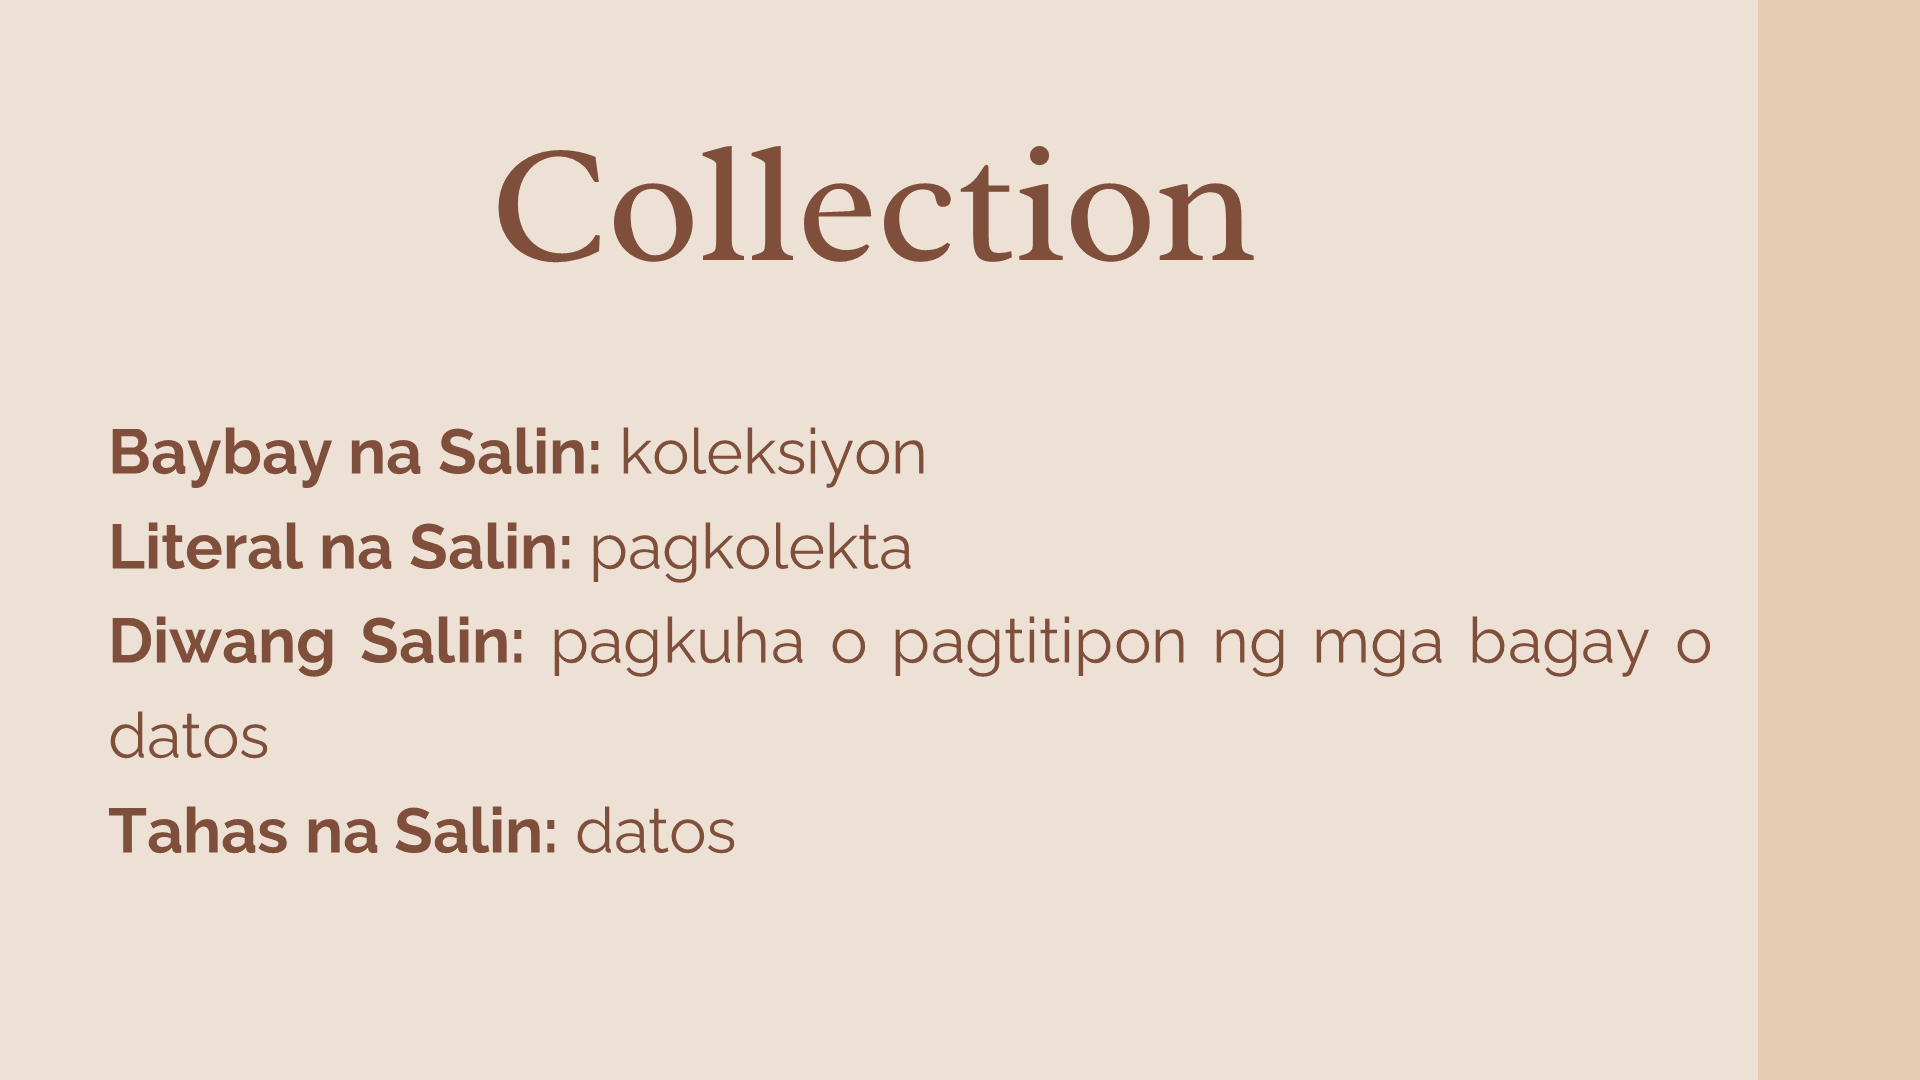 Collection
Baybay na Salin: koleksiyon
Literal na Salin: pagkolekta
Diwang Salin: pagkuha o pagtitipon ng mga bagay o
datos
Tahas na Salin: datos